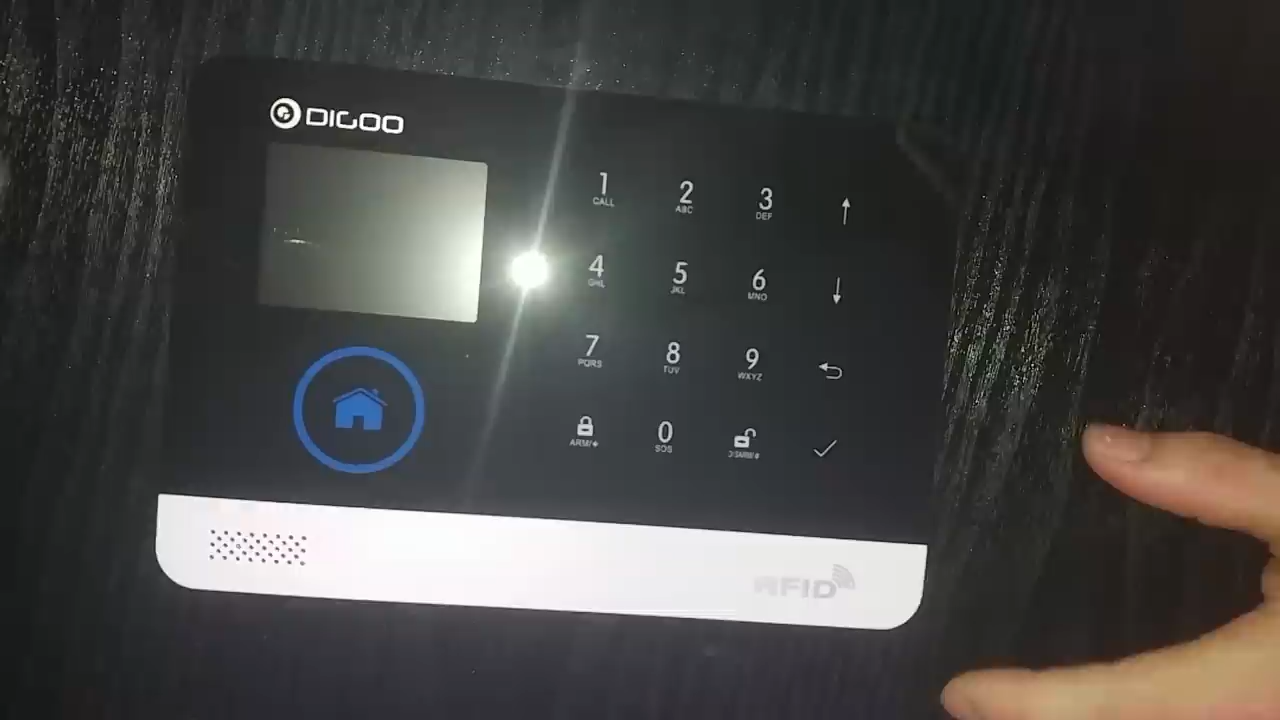 DIGOO
1 2 3
CALL ABC DEF
4 5 6
GHI JKL MNO
7 8 9
PQRS TUV WXYZ
0
ARM/* SOS DISARM/#
RFID